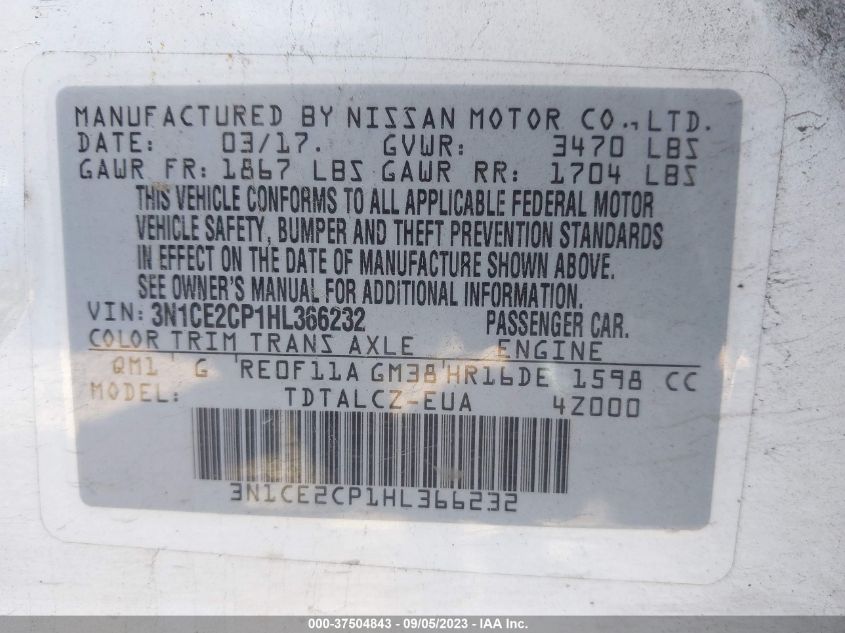 MANUFACTURED BY NISSAN MOTOR CO., LTD.
DATE: 03/17. GVWR: 3470 LBS
GAWR FR: 1867 LBS GAWR RR: 1704 LBS
THIS VEHICLE CONFORMS TO ALL APPLICABLE FEDERAL MOTOR
VEHICLE SAFETY, BUMPER AND THEFT PREVENTION STANDARDS
IN EFFECT ON THE DATE OF MANUFACTURE SHOWN ABOVE.
SEE OWNER'S MANUAL FOR ADDITIONAL INFORMATION.
VIN: 3N1CE2CP1HL366232 PASSENGER CAR.
COLOR TRIM TRANS AXLE ENGINE
QM1 ' G 'RE0F11A GM38'HR16DE 1598 CC
MODEL: TDTALCZ-EUA 4Z000
3N1CE2CP1HL366232
000-37504843 - 09/05/2023 - IAA Inc.